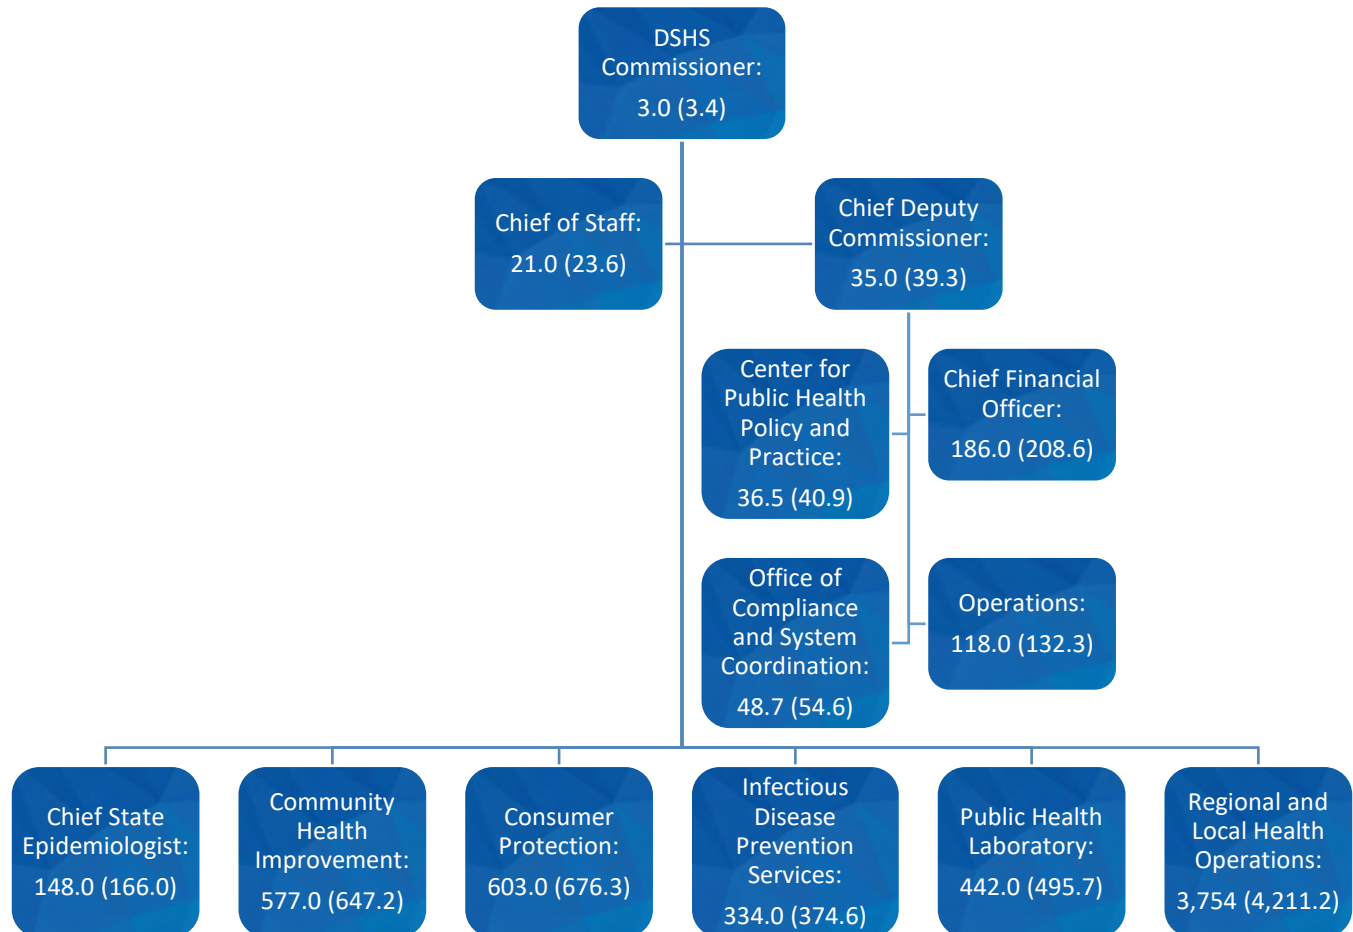 DSHS
Commissioner:
3.0 (3.4)
Chief of Staff:
21.0 (23.6)
Chief Deputy
Commissioner:
35.0 (39.3)
Center for
Public Health
Policy and
Practice:
36.5 (40.9)
Chief Financial
Officer:
186.0 (208.6)
Office of
Compliance
and System
Coordination:
48.7 (54.6)
Operations:
118.0 (132.3)
Chief State
Epidemiologist:
148.0 (166.0)
Community
Health
Improvement:
577.0 (647.2)
Consumer
Protection:
603.0 (676.3)
Infectious
Disease
Prevention
Services:
334.0 (374.6)
Public Health
Laboratory:
442.0 (495.7)
Regional and
Local Health
Operations:
3,754 (4,211.2)